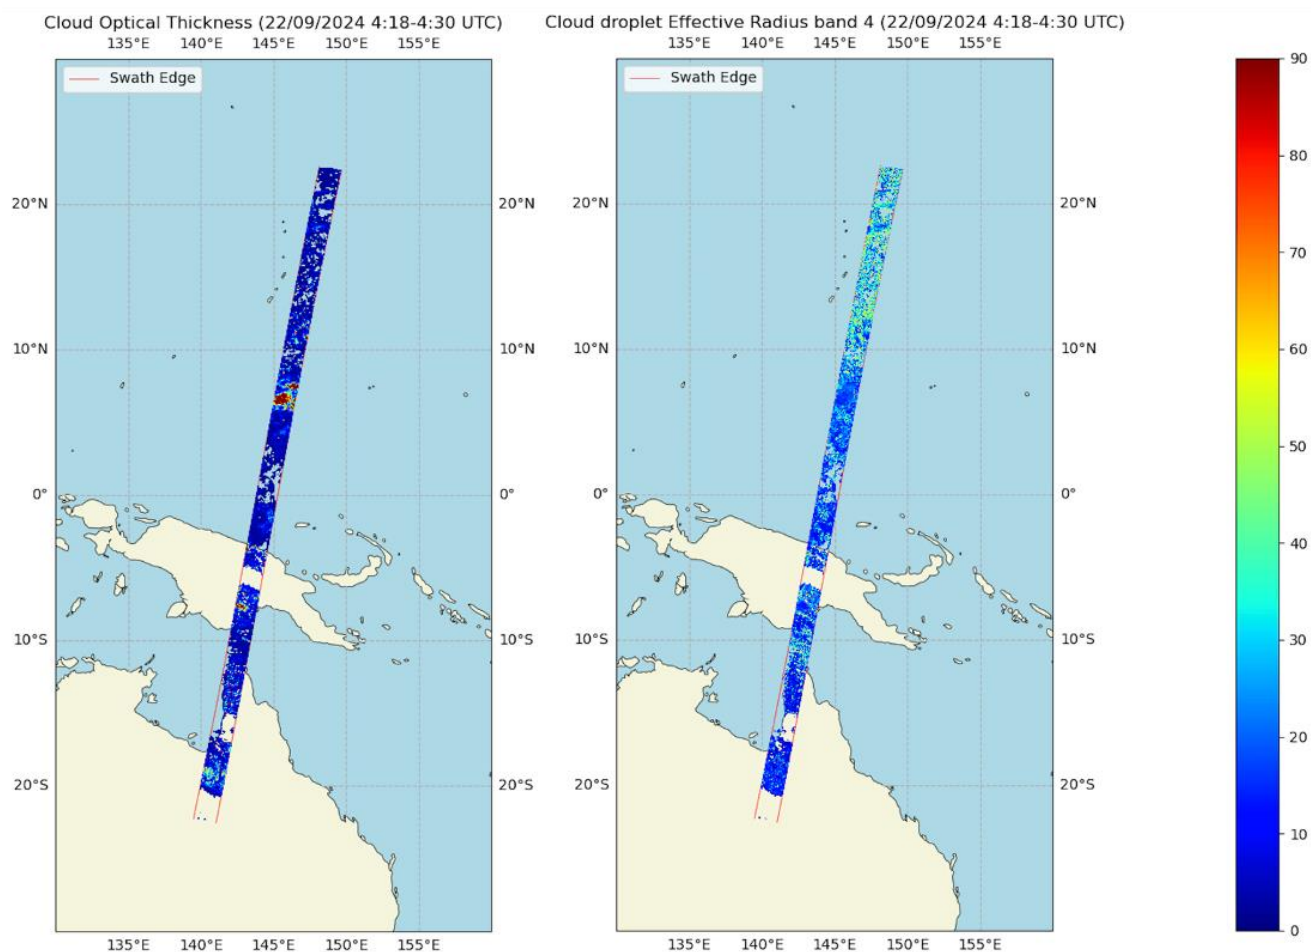 Cloud Optical Thickness (22/09/2024 4:18-4:30 UTC)
135°E 140°E 145°E 150°E 155°E
Swath Edge
20°N 20°N
10°N 10°N
0° 0°
10°S 10°S
20°S 20°S
135°E 140°E 145°E 150°E 155°E
Cloud droplet Effective Radius band 4 (22/09/2024 4:18-4:30 UTC)
135°E 140°E 145°E 150°E 155°E
Swath Edge
20°N 20°N
10°N 10°N
0° 0°
10°S 10°S
20°S 20°S
135°E 140°E 145°E 150°E 155°E
90
80
70
60
50
40
30
20
10
0